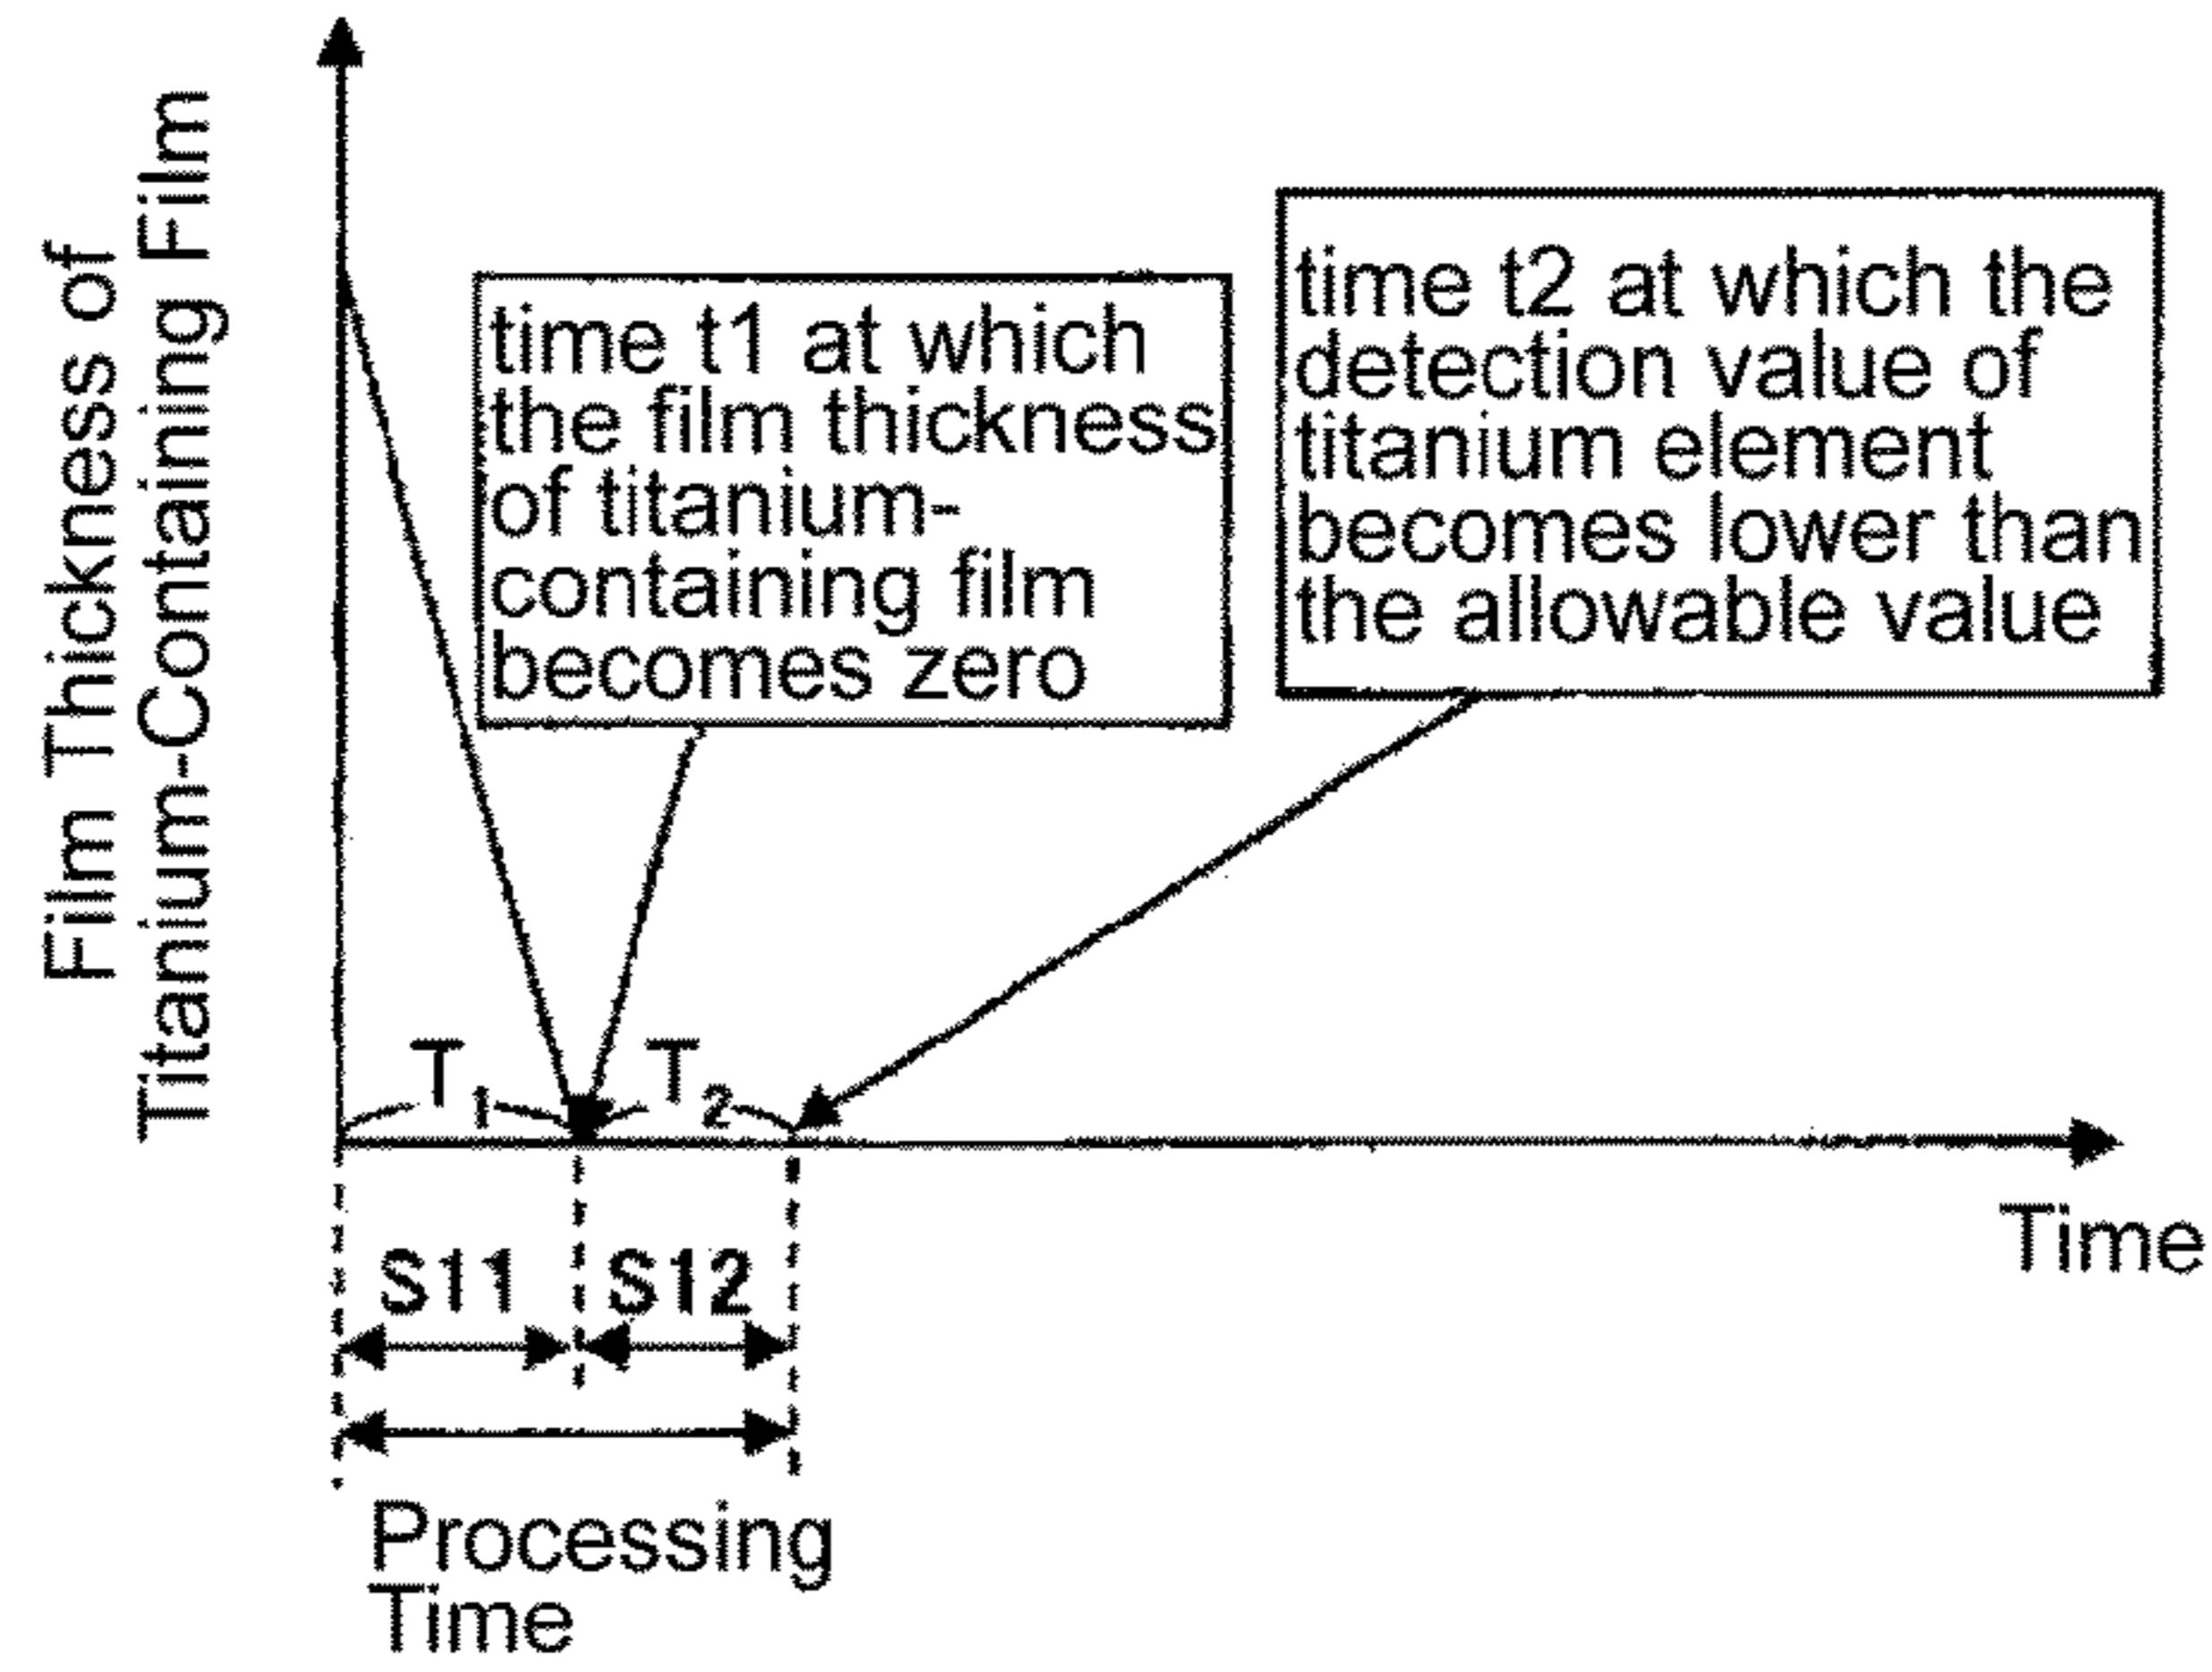 Film Thickness of
Titanium-Containing Film
time t1 at which
the film thickness
of titanium-
containing film
becomes zero
time t2 at which the
detection value of
titanium element
becomes lower than
the allowable value
T1
T2
Time
S11
S12
Processing
Time